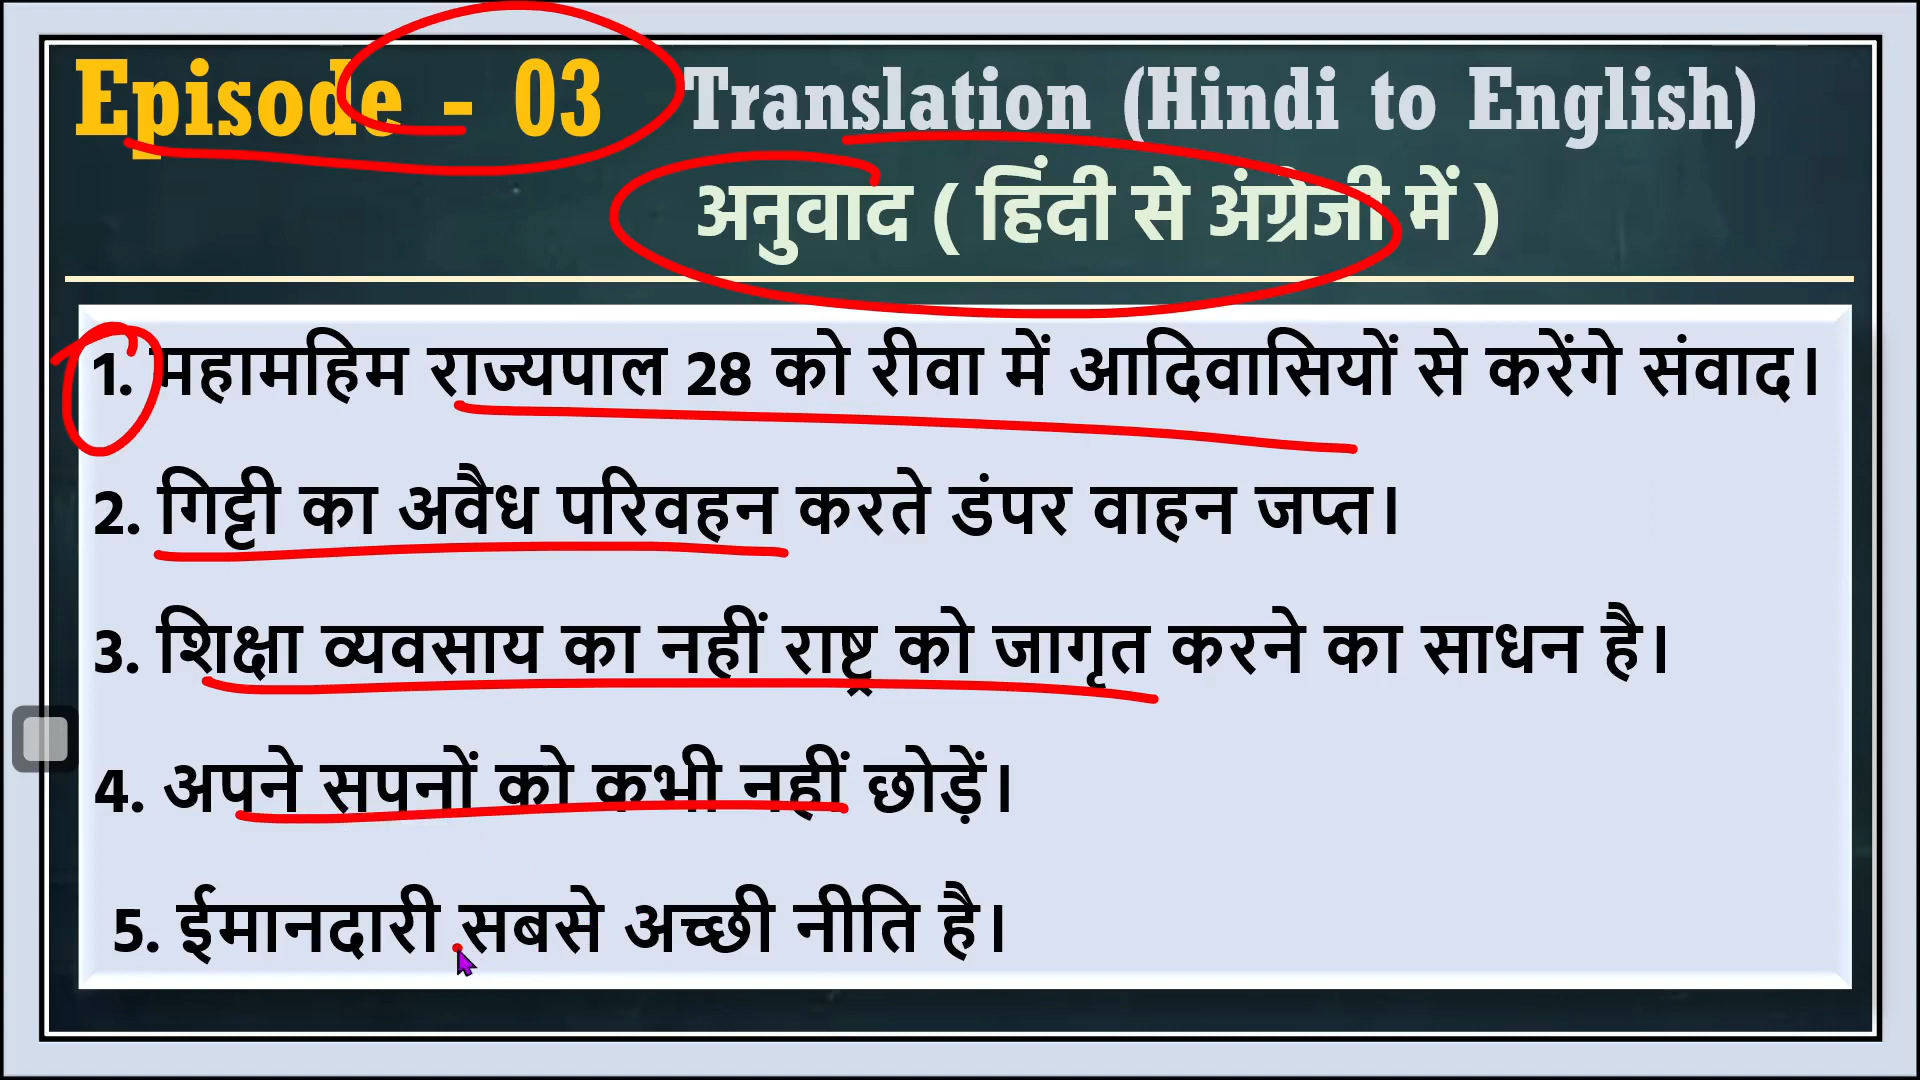 Episode - 03 Translation (Hindi to English)
अनुवाद ( हिंदी से अंग्रेजी में )
1. महामहिम राज्यपाल 28 को रीवा में आदिवासियों से करेंगे संवाद।
2. गिट्टी का अवैध परिवहन करते डंपर वाहन जप्त।
3. शिक्षा व्यवसाय का नहीं राष्ट्र को जागृत करने का साधन है।
4. अपने सपनों को कभी नहीं छोड़ें।
5. ईमानदारी सबसे अच्छी नीति है।